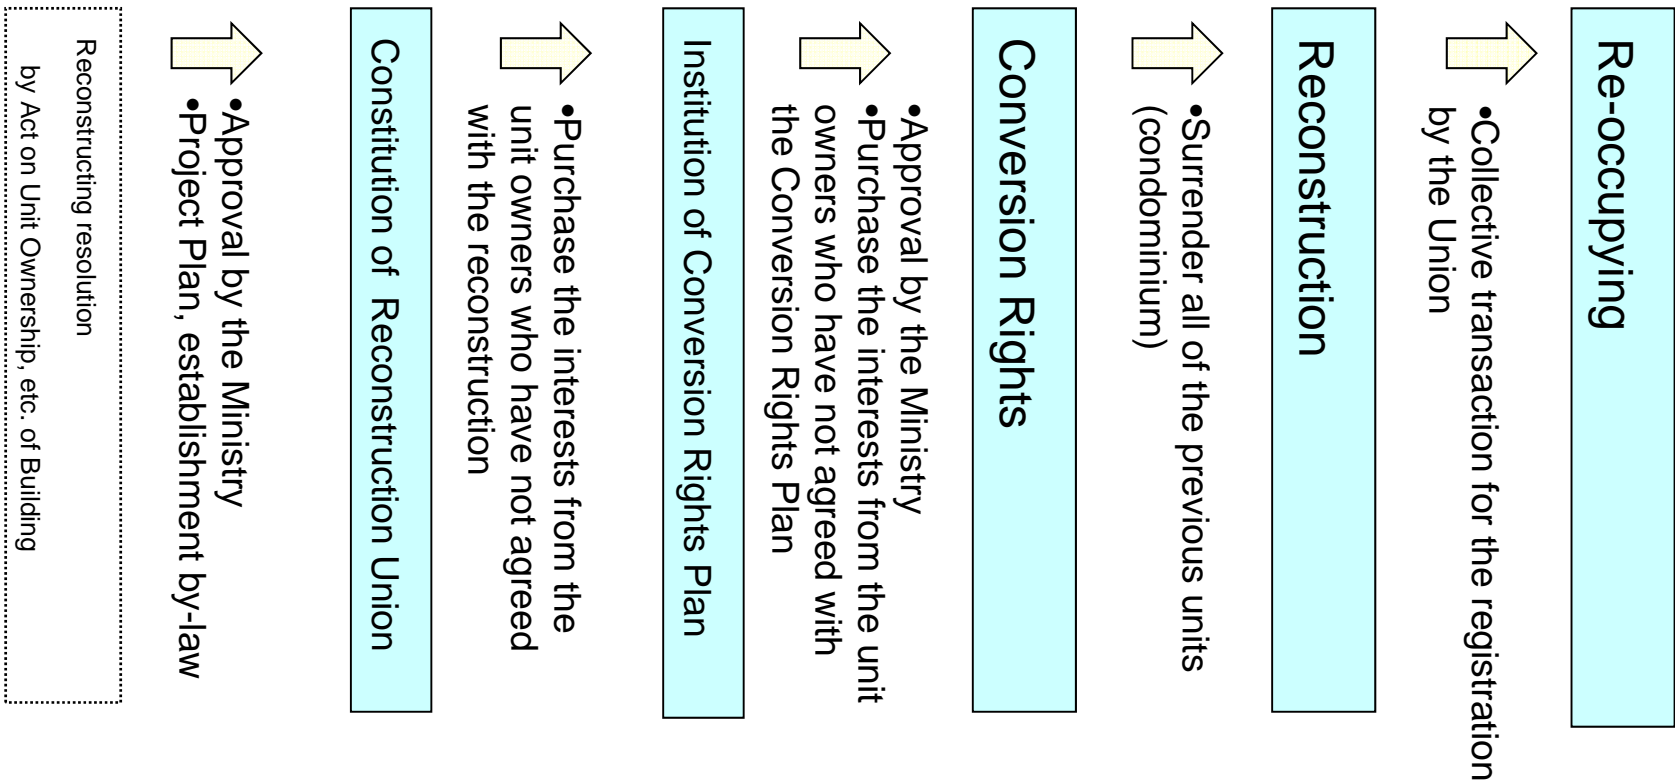 Re-occupying
•Collective transaction for the registration
by the Union
Reconstruction
•Surrender all of the previous units
(condominium)
Conversion Rights
•Approval by the Ministry
•Purchase the interests from the unit
owners who have not agreed with
the Conversion Rights Plan
Institution of Conversion Rights Plan
•Purchase the interests from the
unit owners who have not agreed
with the reconstruction
Constitution of Reconstruction Union
•Approval by the Ministry
•Project Plan, establishment by-law
Reconstructing resolution
by Act on Unit Ownership, etc. of Building